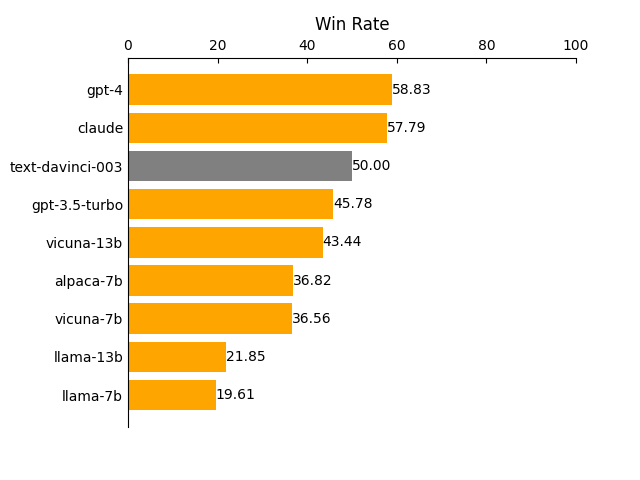 Win Rate
0 20 40 60 80 100
gpt-4 58.83
claude 57.79
text-davinci-003 50.00
gpt-3.5-turbo 45.78
vicuna-13b 43.44
alpaca-7b 36.82
vicuna-7b 36.56
llama-13b 21.85
llama-7b 19.61